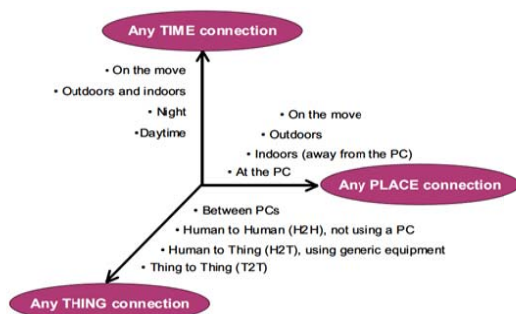 Any TIME connection
• On the move
• Outdoors and indoors
• Night
•Daytime
• On the move
• Outdoors
• Indoors (away from the PC)
• At the PC
Any PLACE connection
• Between PCs
• Human to Human (H2H), not using a PC
• Human to Thing (H2T), using generic equipment
• Thing to Thing (T2T)
Any THING connection